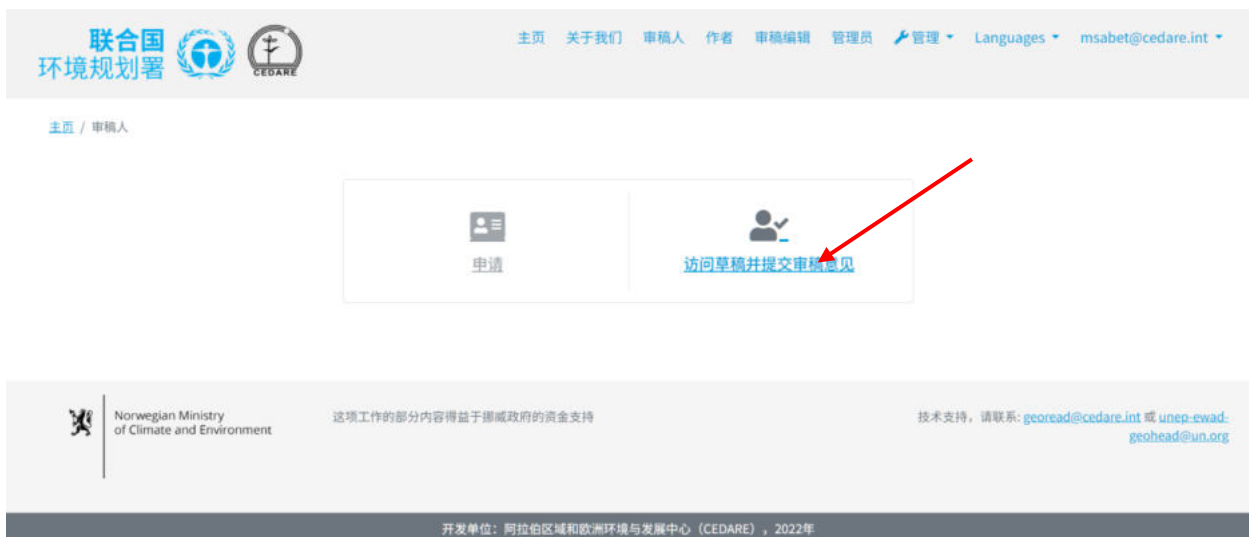 联合国
环境规划署
CEDARE
主页 关于我们 审稿人 作者 审稿编辑 管理员 管理 Languages msabet@cedare.int
主页 / 审稿人
申请
访问草稿并提交审稿意见
Norwegian Ministry
of Climate and Environment
这项工作的部分内容得益于挪威政府的资金支持
技术支持，请联系: georead@cedare.int 或 unep-ewad-
geohead@un.org
开发单位：阿拉伯区域和欧洲环境与发展中心（CEDARE），2022年